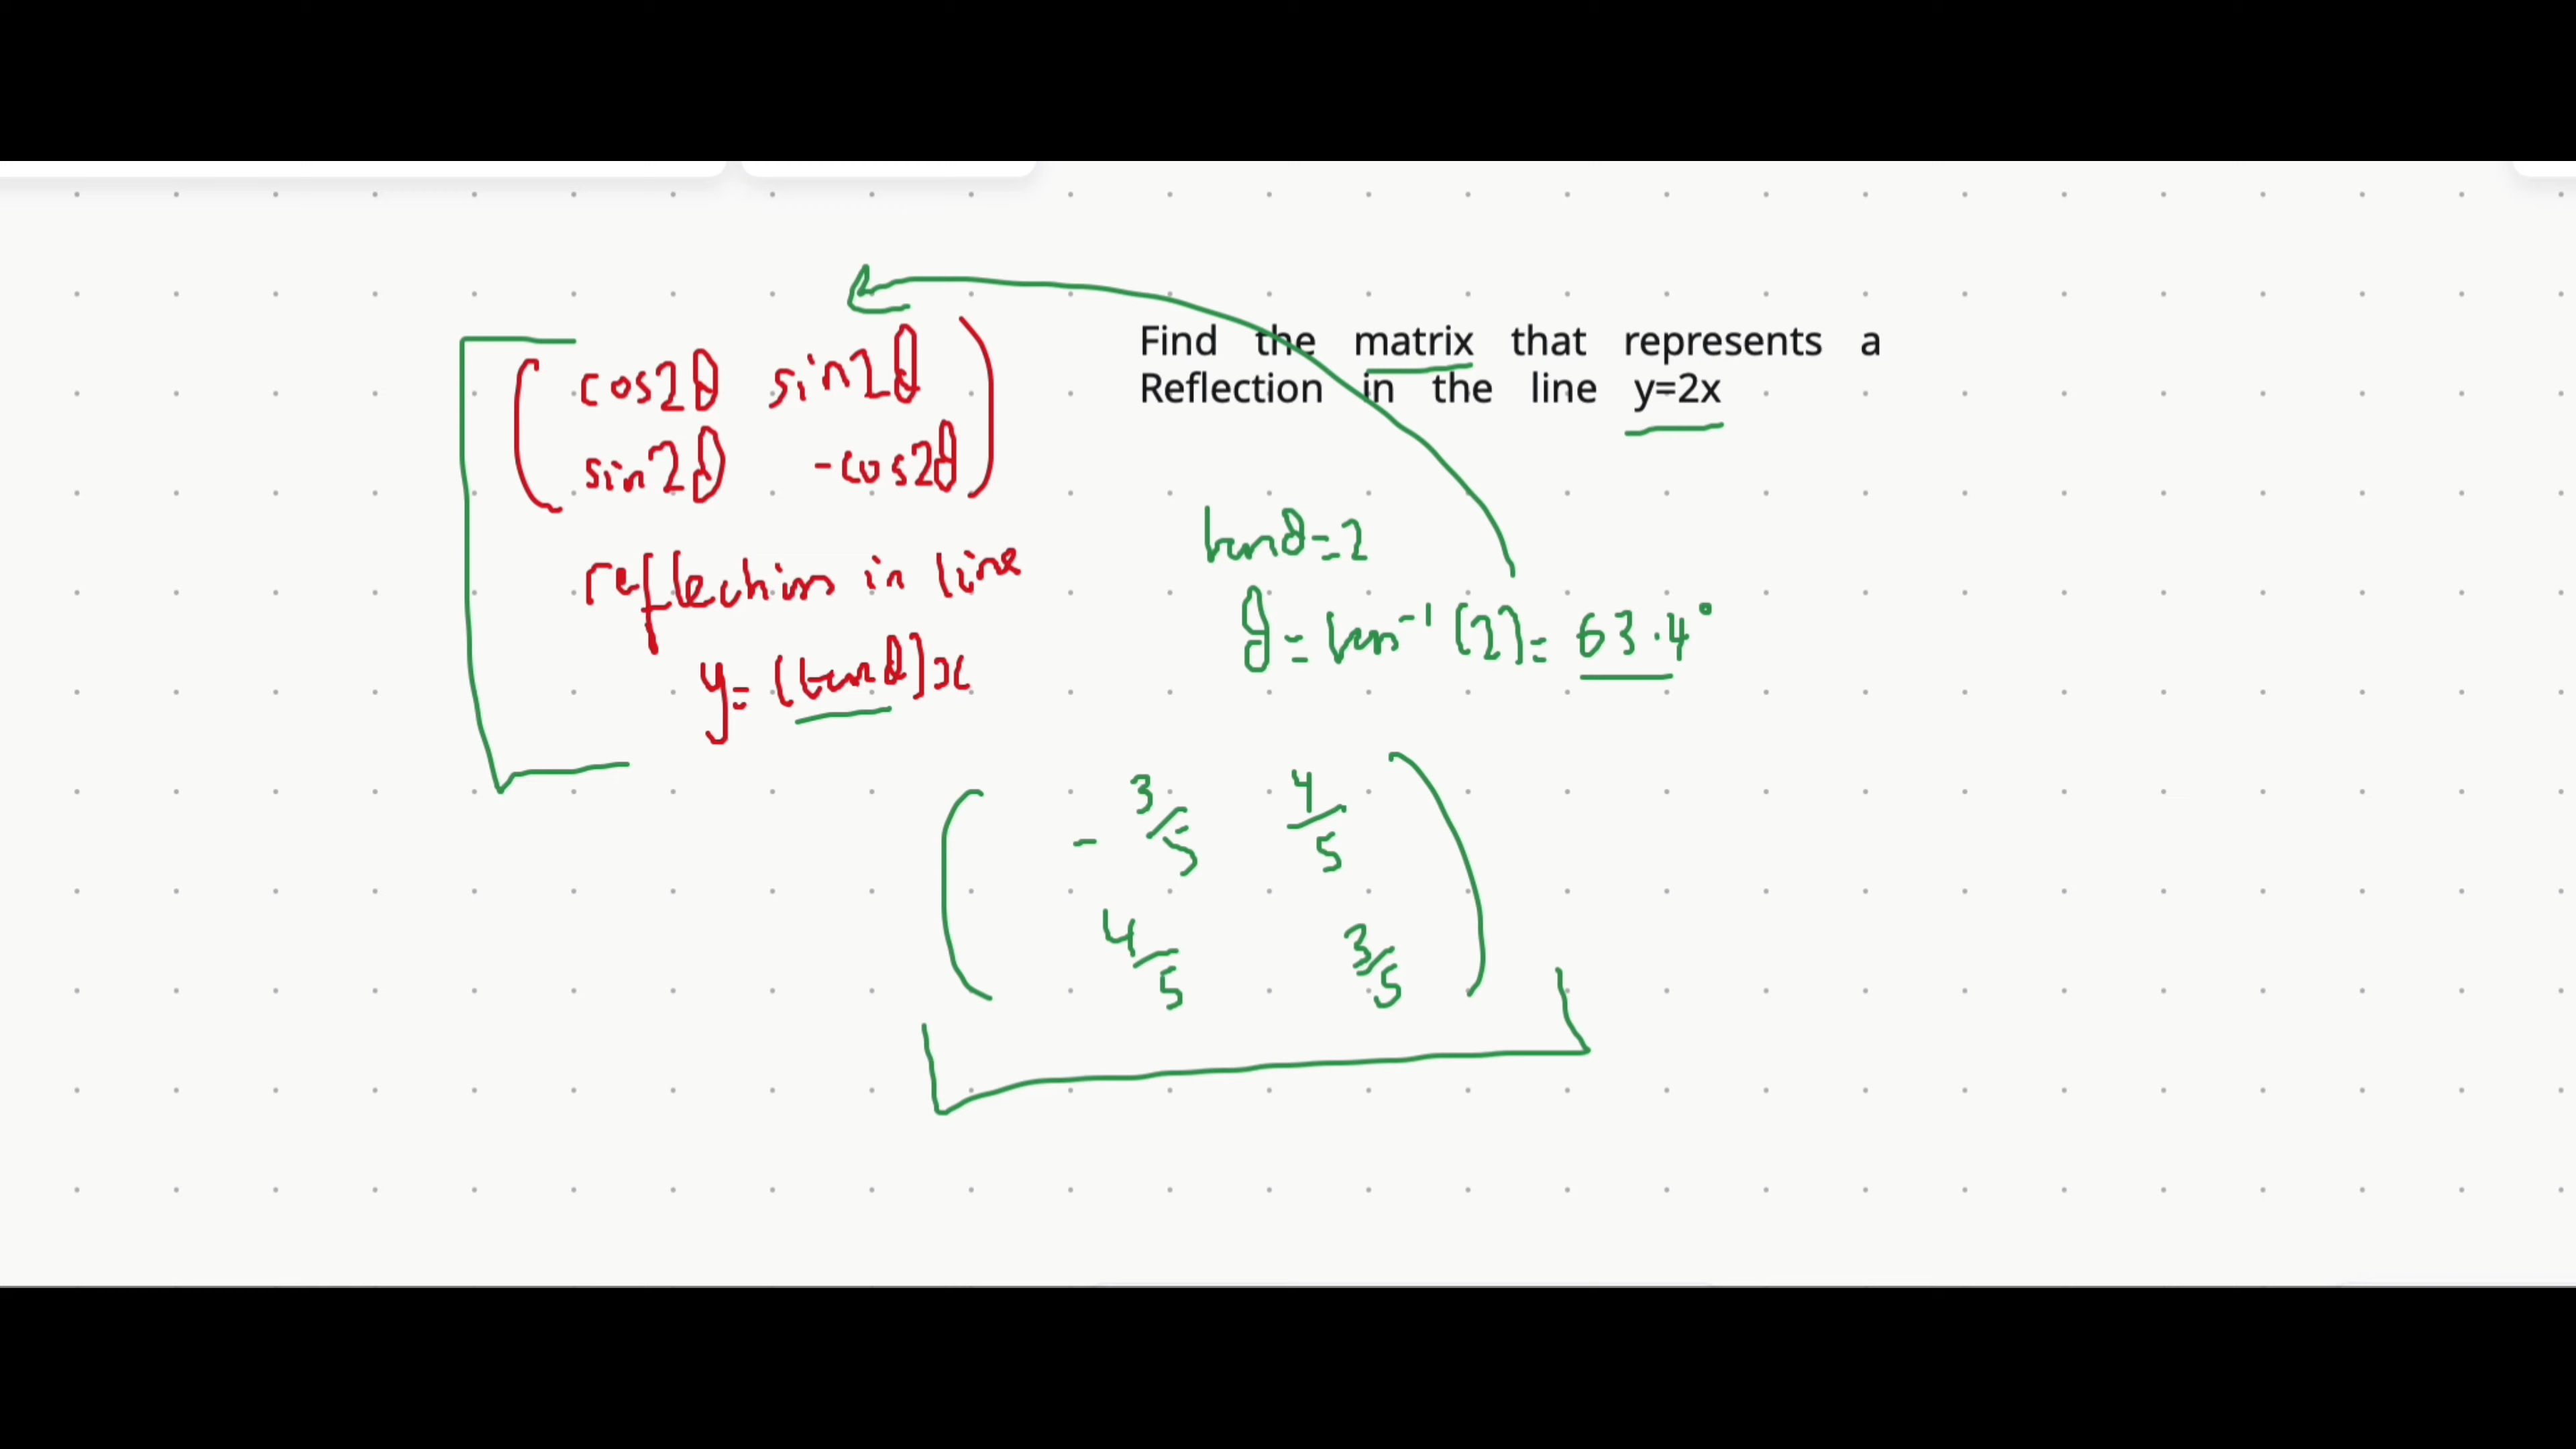 ( cos2θ sin2θ
sin2θ -cos2θ )
reflection in line
y= (tanθ)x
Find the matrix that represents a
Reflection in the line y=2x
tanθ=2
θ = tan⁻¹ (2) = 63.4°
( - 3/5 4/5
4/5 3/5 )